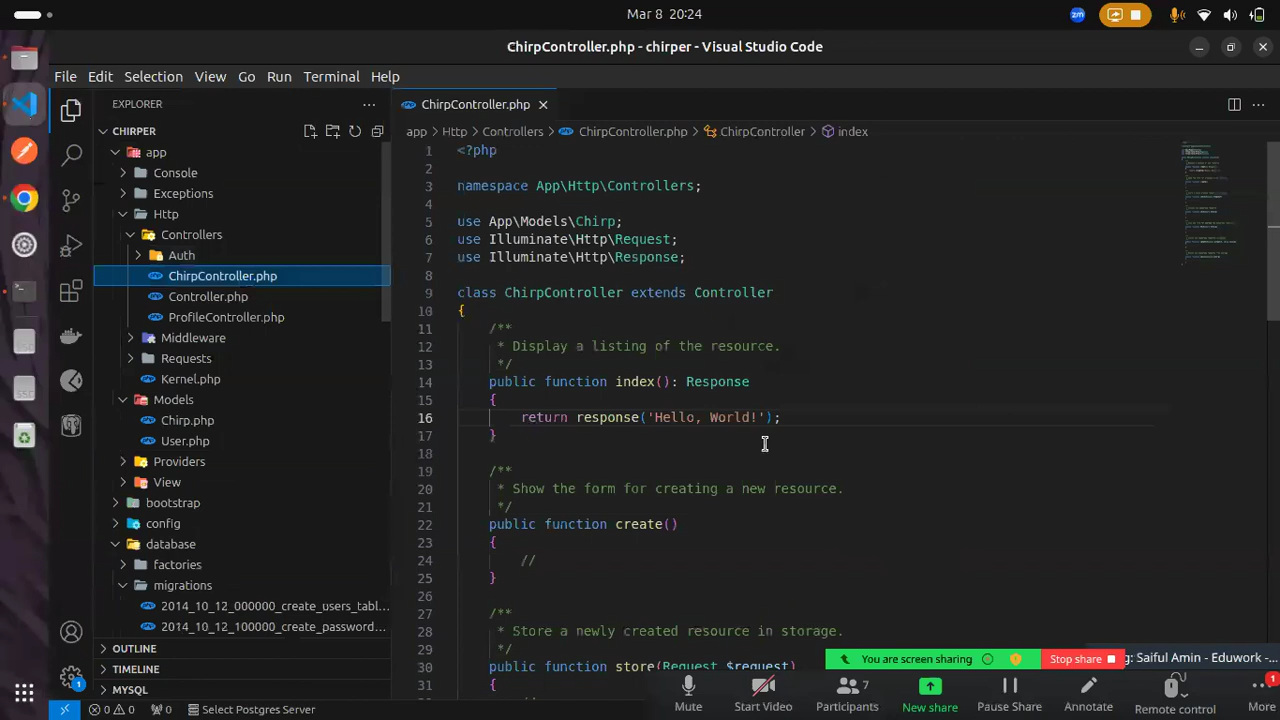 Mar 8 20:24
zm
ChirpController.php - chirper - Visual Studio Code
File Edit Selection View Go Run Terminal Help
EXPLORER
CHIRPER
app
Console
Exceptions
Http
Controllers
Auth
ChirpController.php
Controller.php
ProfileController.php
Middleware
Requests
Kernel.php
Models
Chirp.php
User.php
Providers
View
bootstrap
config
database
factories
migrations
2014_10_12_000000_create_users_tabl...
2014_10_12_100000_create_password...
OUTLINE
TIMELINE
MYSQL
ChirpController.php
app > Http > Controllers > ChirpController.php > ChirpController > index
1 <?php
2
3 namespace App\Http\Controllers;
4
5 use App\Models\Chirp;
6 use Illuminate\Http\Request;
7 use Illuminate\Http\Response;
8
9 class ChirpController extends Controller
10 {
11 /**
12 * Display a listing of the resource.
13 */
14 public function index(): Response
15 {
16 return response('Hello, World!');
17 }
18
19 /**
20 * Show the form for creating a new resource.
21 */
22 public function create()
23 {
24 //
25 }
26
27 /**
28 * Store a newly created resource in storage.
29 */
30 public function store(Request $request)
31 {
You are screen sharing
Stop share
g: Saiful Amin - Eduwork -...
Mute
Start Video
Participants 7
New share
Pause Share
Annotate
Remote control
More 1
1
0 0 0 Select Postgres Server